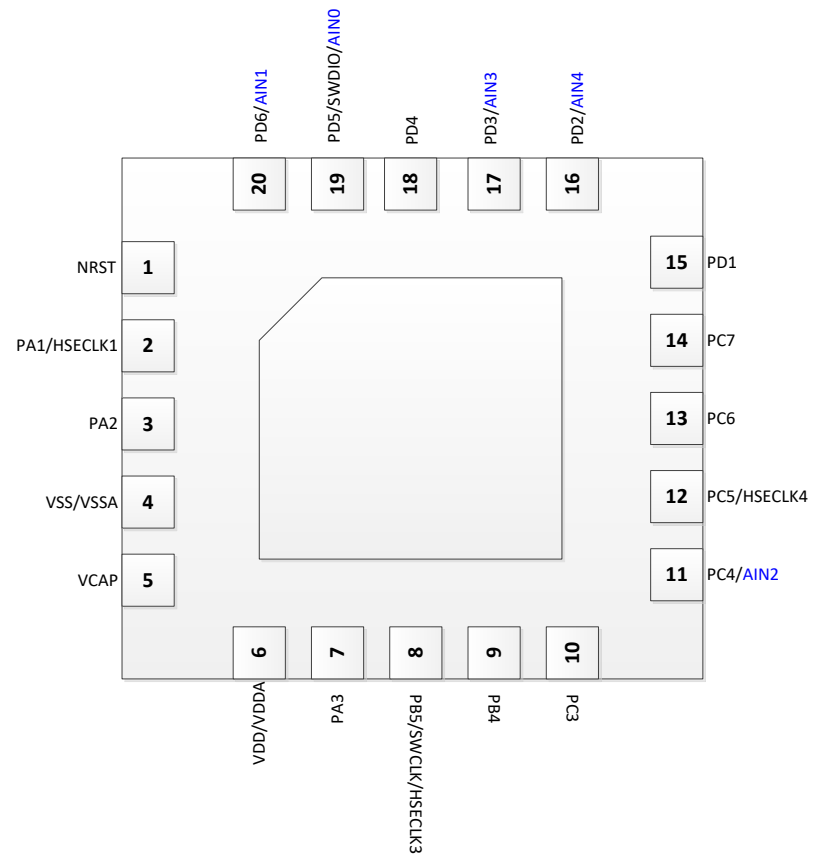 PD6/AIN1
PD5/SWDIO/AIN0
PD4
PD3/AIN3
PD2/AIN4
20
19
18
17
16
NRST 1
PA1/HSECLK1 2
PA2 3
VSS/VSSA 4
VCAP 5
15 PD1
14 PC7
13 PC6
12 PC5/HSECLK4
11 PC4/AIN2
6
7
8
9
10
VDD/VDDA
PA3
PB5/SWCLK/HSECLK3
PB4
PC3